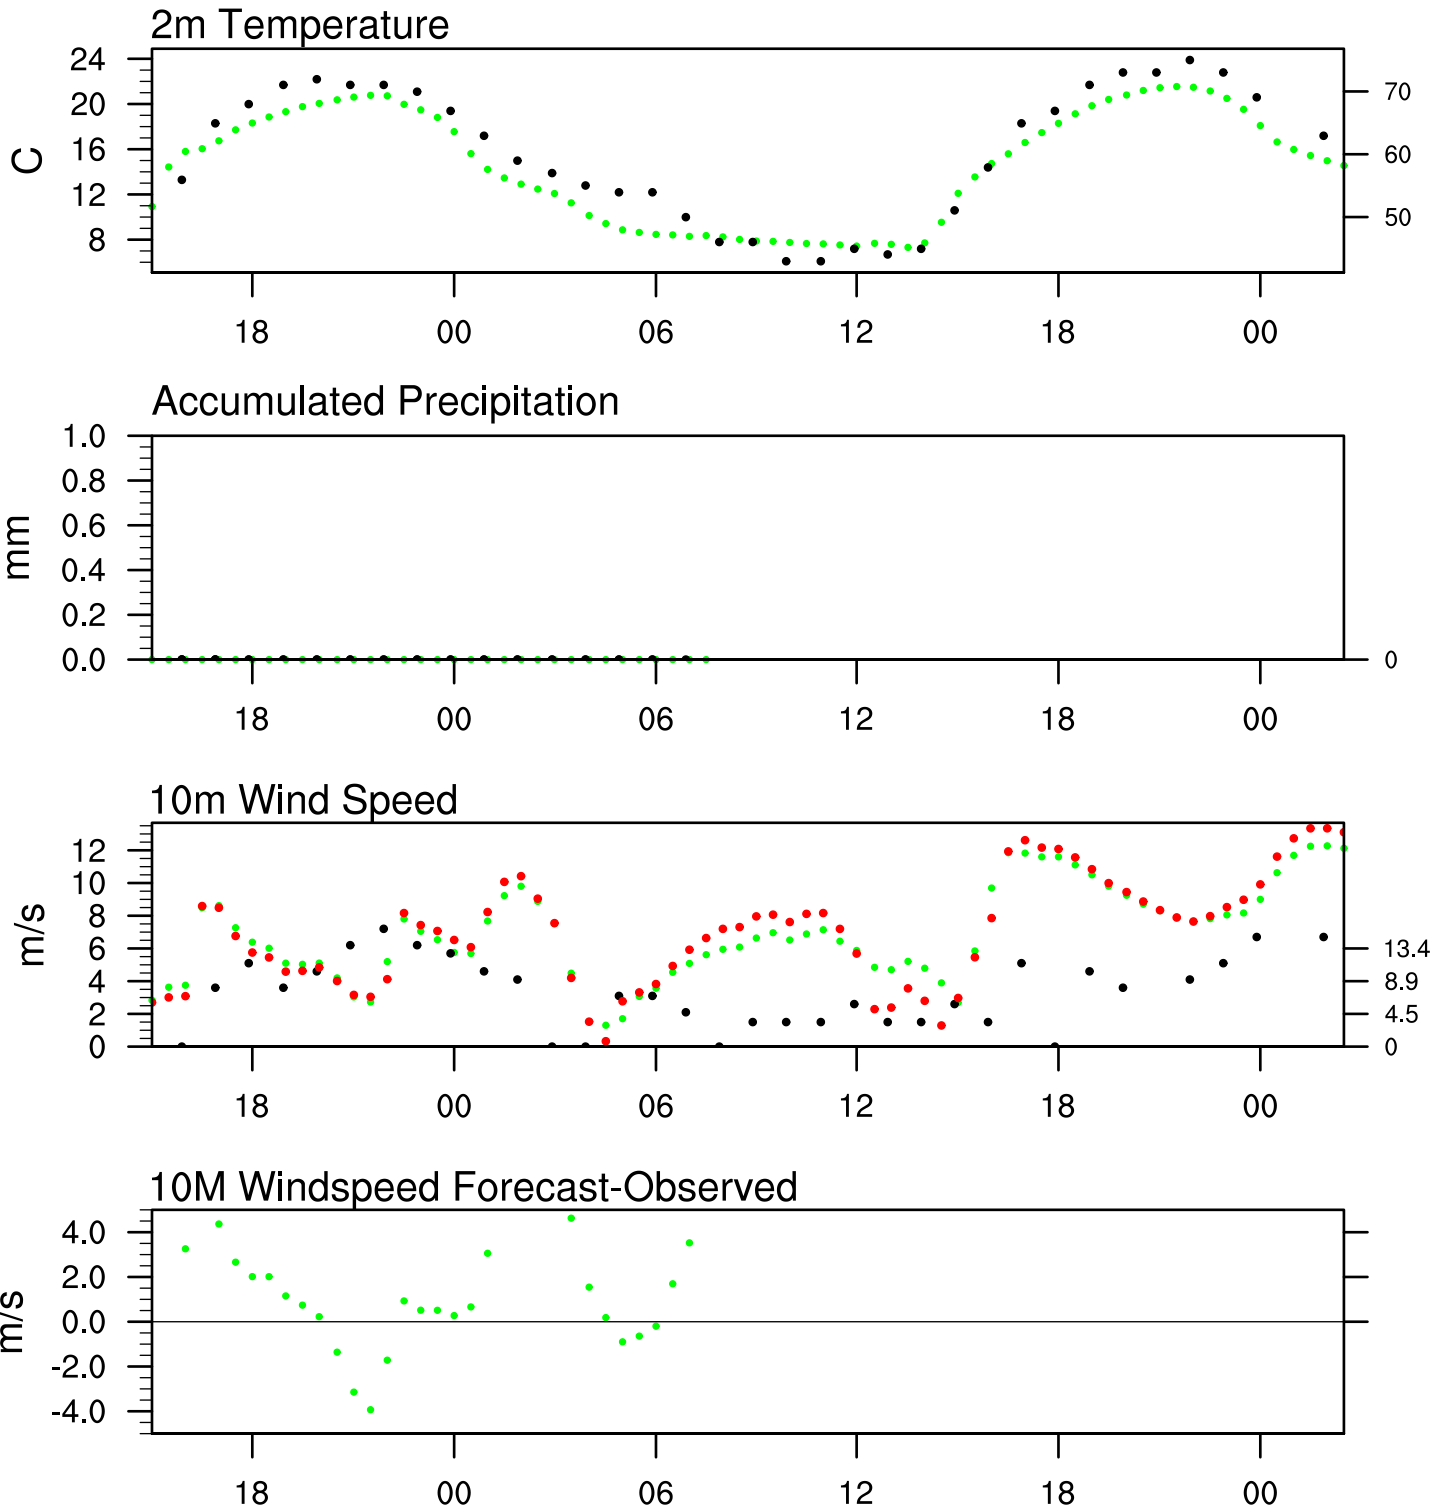 2m Temperature
24
20
16
12
8
C
70
60
50
18 00 06 12 18 00
Accumulated Precipitation
1.0
0.8
0.6
0.4
0.2
0.0
mm
0
18 00 06 12 18 00
10m Wind Speed
12
10
8
6
4
2
0
m/s
13.4
8.9
4.5
0
18 00 06 12 18 00
10M Windspeed Forecast-Observed
4.0
2.0
0.0
-2.0
-4.0
m/s
18 00 06 12 18 00